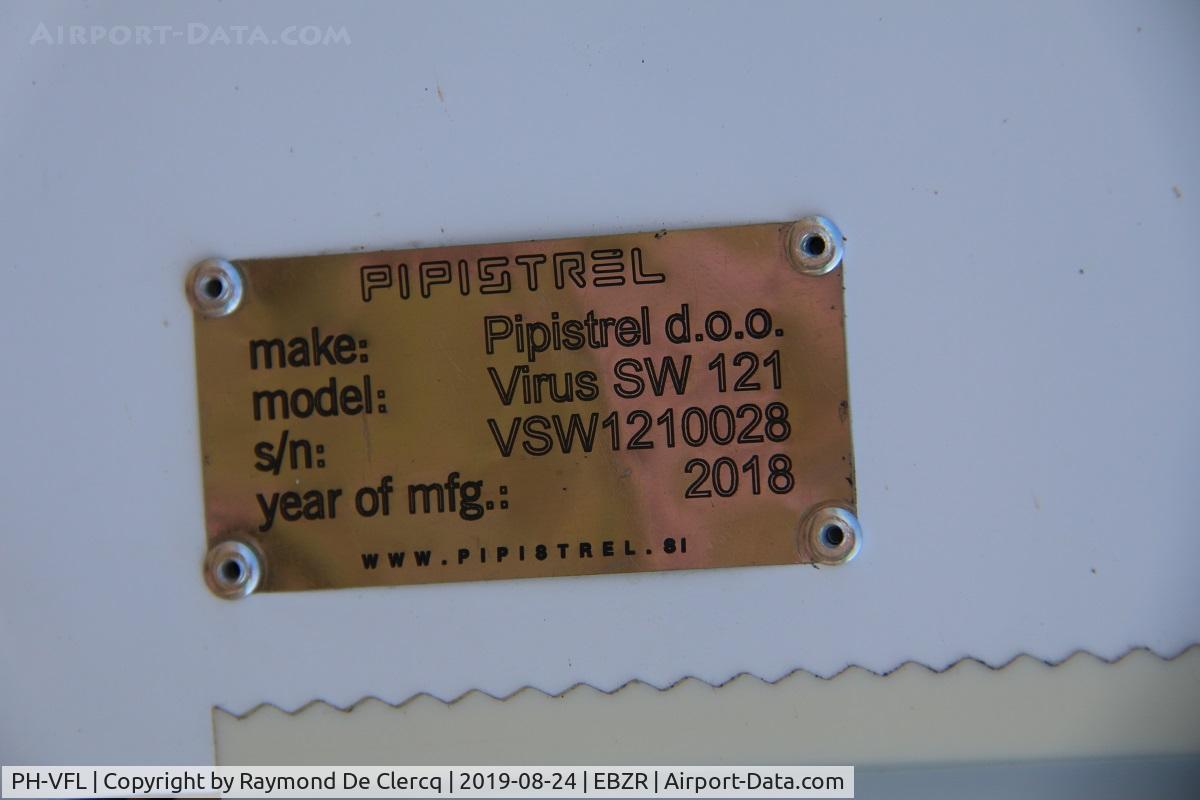 AIRPORT-DATA.COM
PIPISTREL
make: Pipistrel d.o.o.
model: Virus SW 121
s/n: VSW1210028
year of mfg.: 2018
WWW.PIPISTREL.SI
PH-VFL | Copyright by Raymond De Clercq | 2019-08-24 | EBZR | Airport-Data.com